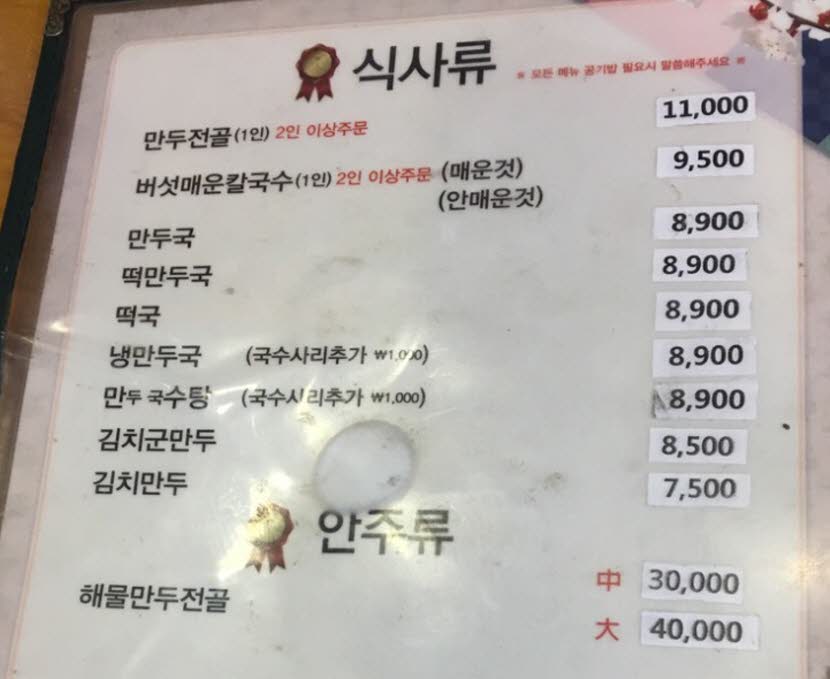 식사류 ※ 모든 메뉴 공기밥 필요시 말씀해주세요 ※
만두전골(1인) 2인 이상주문 11,000
버섯매운칼국수(1인) 2인 이상주문 (매운것) 9,500
(안매운것)
만두국 8,900
떡만두국 8,900
떡국 8,900
냉만두국 (국수사리추가 ₩1,000) 8,900
만두 국수탕 (국수사리추가 ₩1,000) 8,900
김치군만두 8,500
김치만두 7,500
안주류
해물만두전골 中 30,000
大 40,000